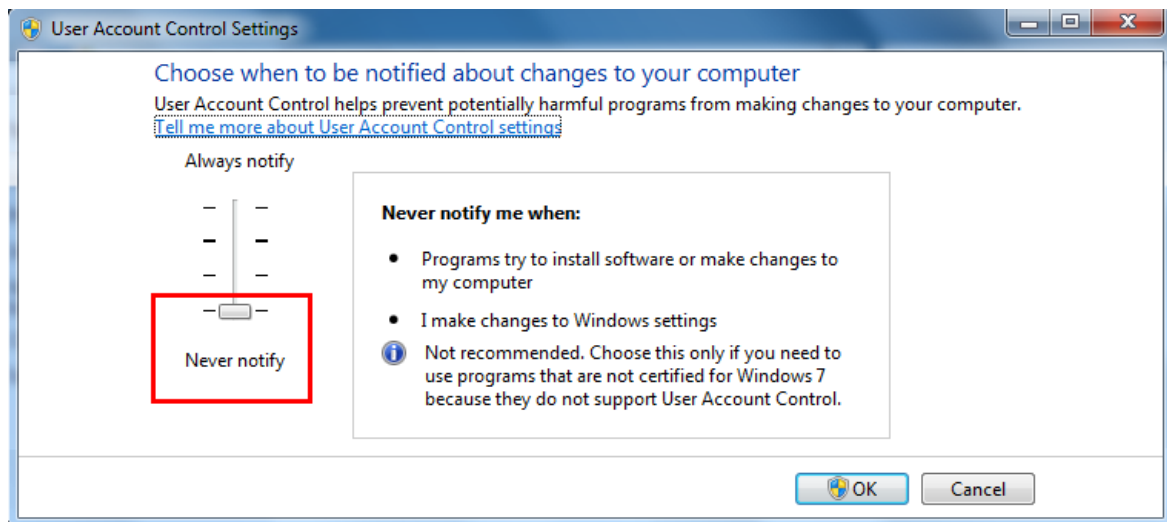 User Account Control Settings
Choose when to be notified about changes to your computer
User Account Control helps prevent potentially harmful programs from making changes to your computer.
Tell me more about User Account Control settings
Always notify
Never notify
Never notify me when:
• Programs try to install software or make changes to
my computer
• I make changes to Windows settings
Not recommended. Choose this only if you need to
use programs that are not certified for Windows 7
because they do not support User Account Control.
OK
Cancel